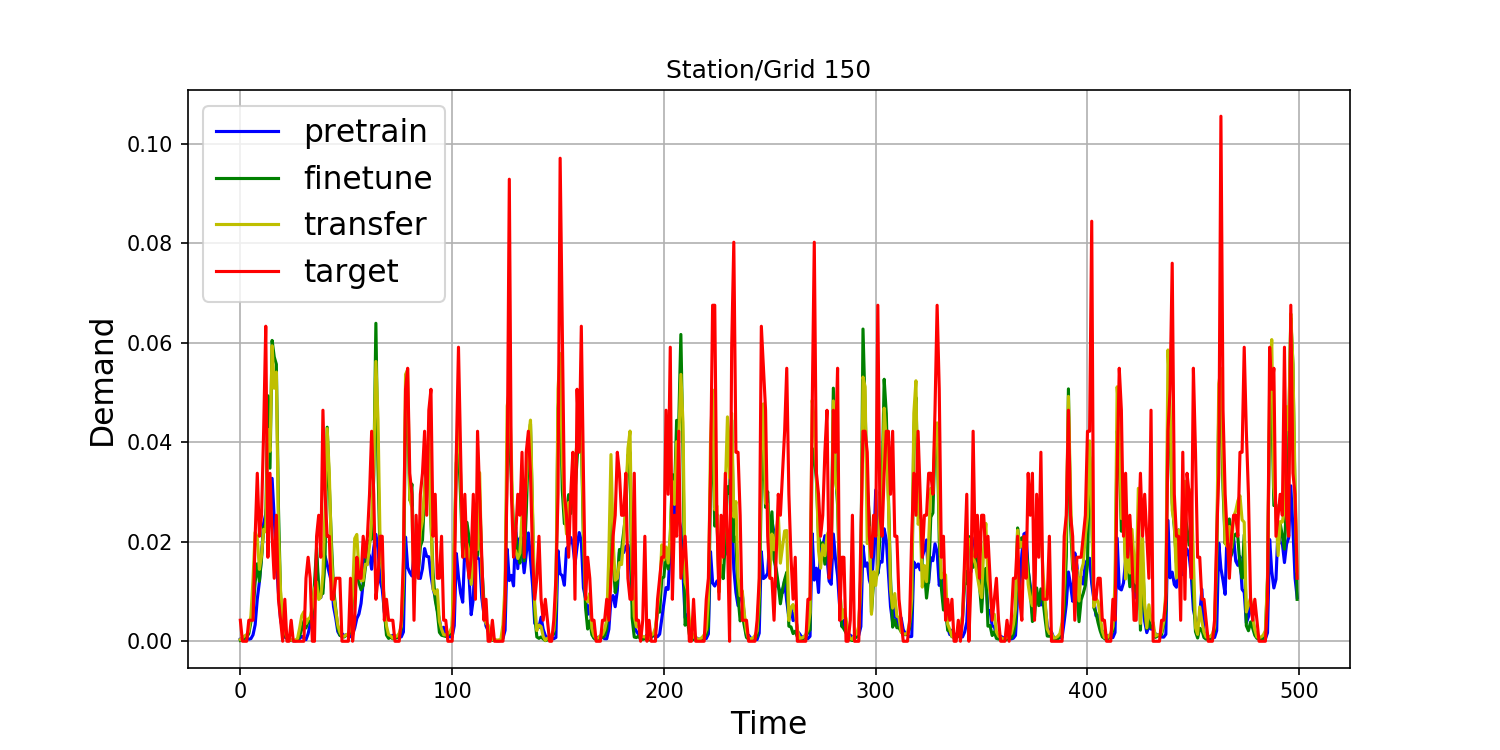 Station/Grid 150
pretrain
finetune
transfer
target
0.10
0.08
0.06
0.04
0.02
0.00
Demand
0 100 200 300 400 500
Time